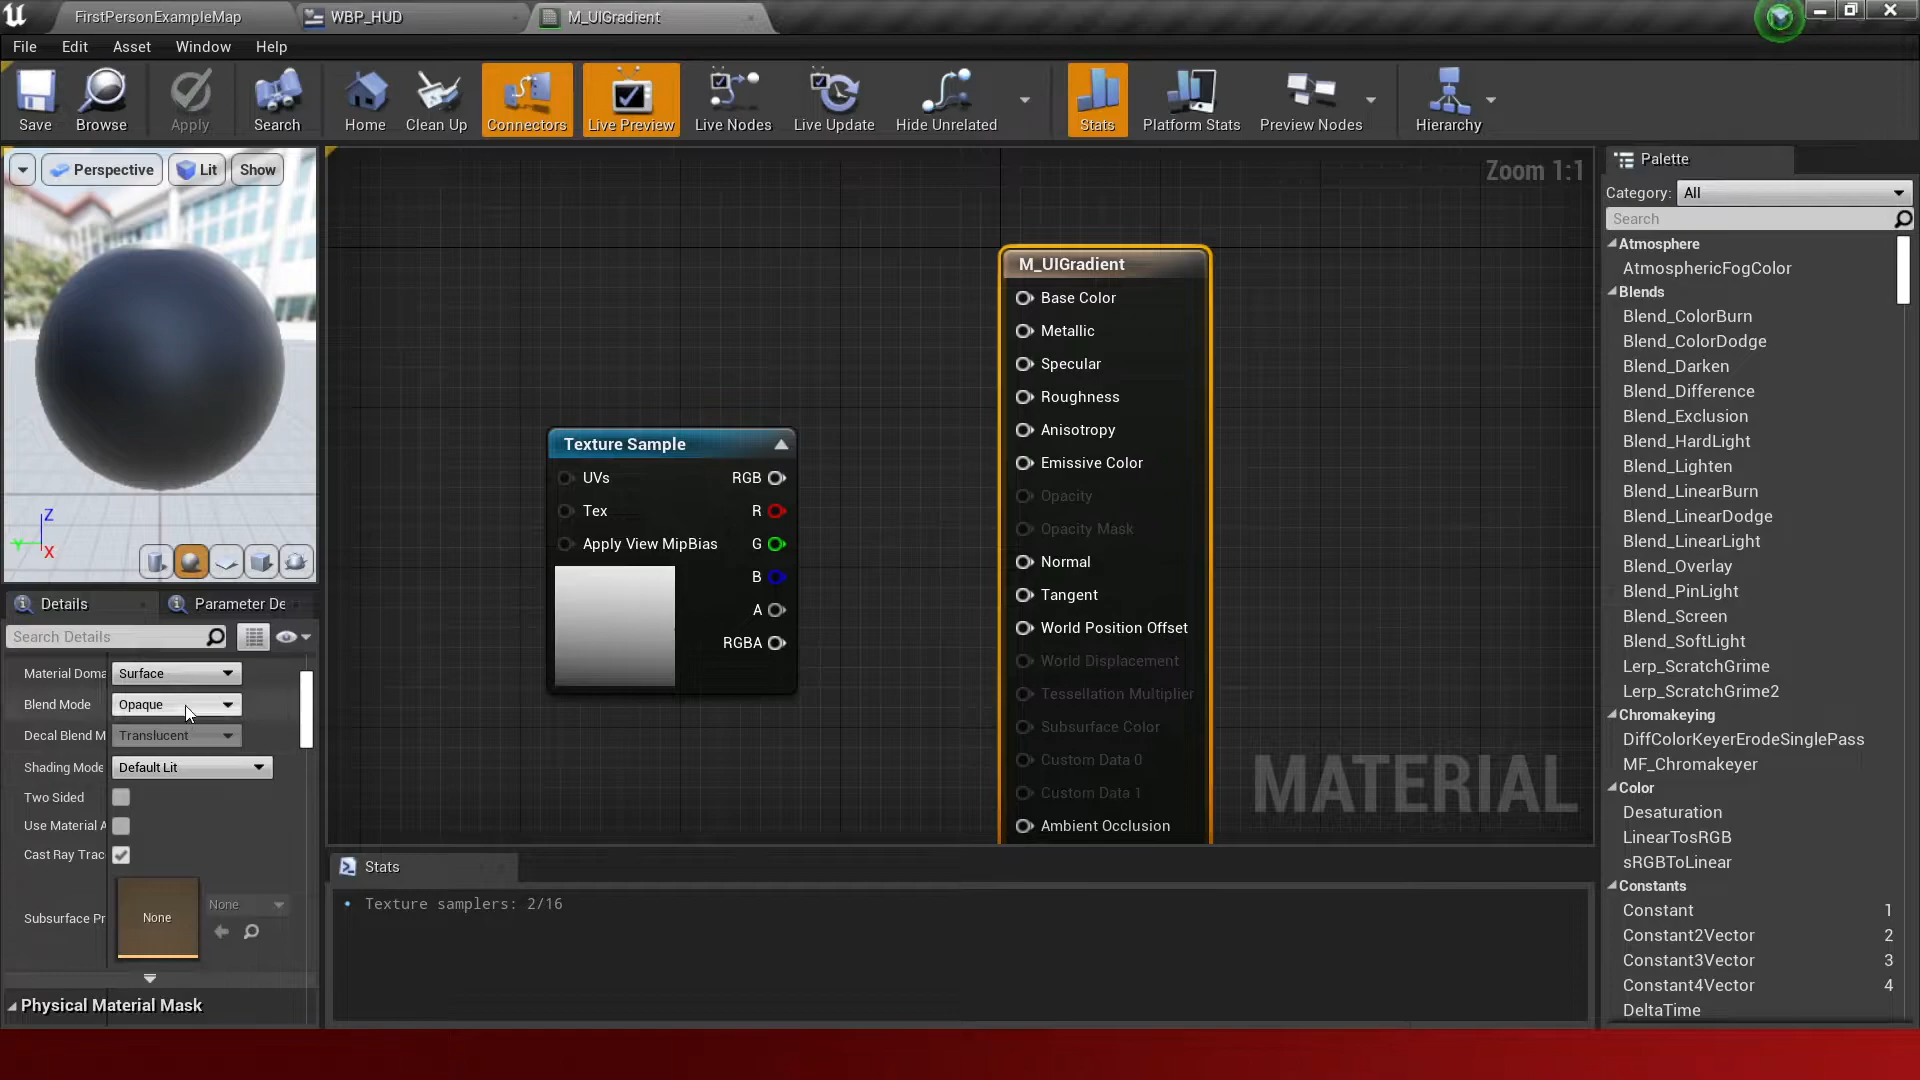 FirstPersonExampleMap
WBP_HUD
M_UIGradient
File Edit Asset Window Help
Save
Browse
Apply
Search
Home
Clean Up
Connectors
Live Preview
Live Nodes
Live Update
Hide Unrelated
Stats
Platform Stats
Preview Nodes
Hierarchy
Perspective
Lit
Show
Z
Y
X
Details
Parameter De
Search Details
Material Doma Surface
Blend Mode Opaque
Decal Blend M Translucent
Shading Mode Default Lit
Two Sided
Use Material A
Cast Ray Trac
Subsurface Pr None None
Physical Material Mask
Zoom 1:1
Texture Sample
UVs RGB
Tex R
Apply View MipBias G
B
A
RGBA
M_UIGradient
Base Color
Metallic
Specular
Roughness
Anisotropy
Emissive Color
Opacity
Opacity Mask
Normal
Tangent
World Position Offset
World Displacement
Tessellation Multiplier
Subsurface Color
Custom Data 0
Custom Data 1
Ambient Occlusion
MATERIAL
Stats
Texture samplers: 2/16
Palette
Category: All
Search
Atmosphere
AtmosphericFogColor
Blends
Blend_ColorBurn
Blend_ColorDodge
Blend_Darken
Blend_Difference
Blend_Exclusion
Blend_HardLight
Blend_Lighten
Blend_LinearBurn
Blend_LinearDodge
Blend_LinearLight
Blend_Overlay
Blend_PinLight
Blend_Screen
Blend_SoftLight
Lerp_ScratchGrime
Lerp_ScratchGrime2
Chromakeying
DiffColorKeyerErodeSinglePass
MF_Chromakeyer
Color
Desaturation
LinearTosRGB
sRGBToLinear
Constants
Constant 1
Constant2Vector 2
Constant3Vector 3
Constant4Vector 4
DeltaTime